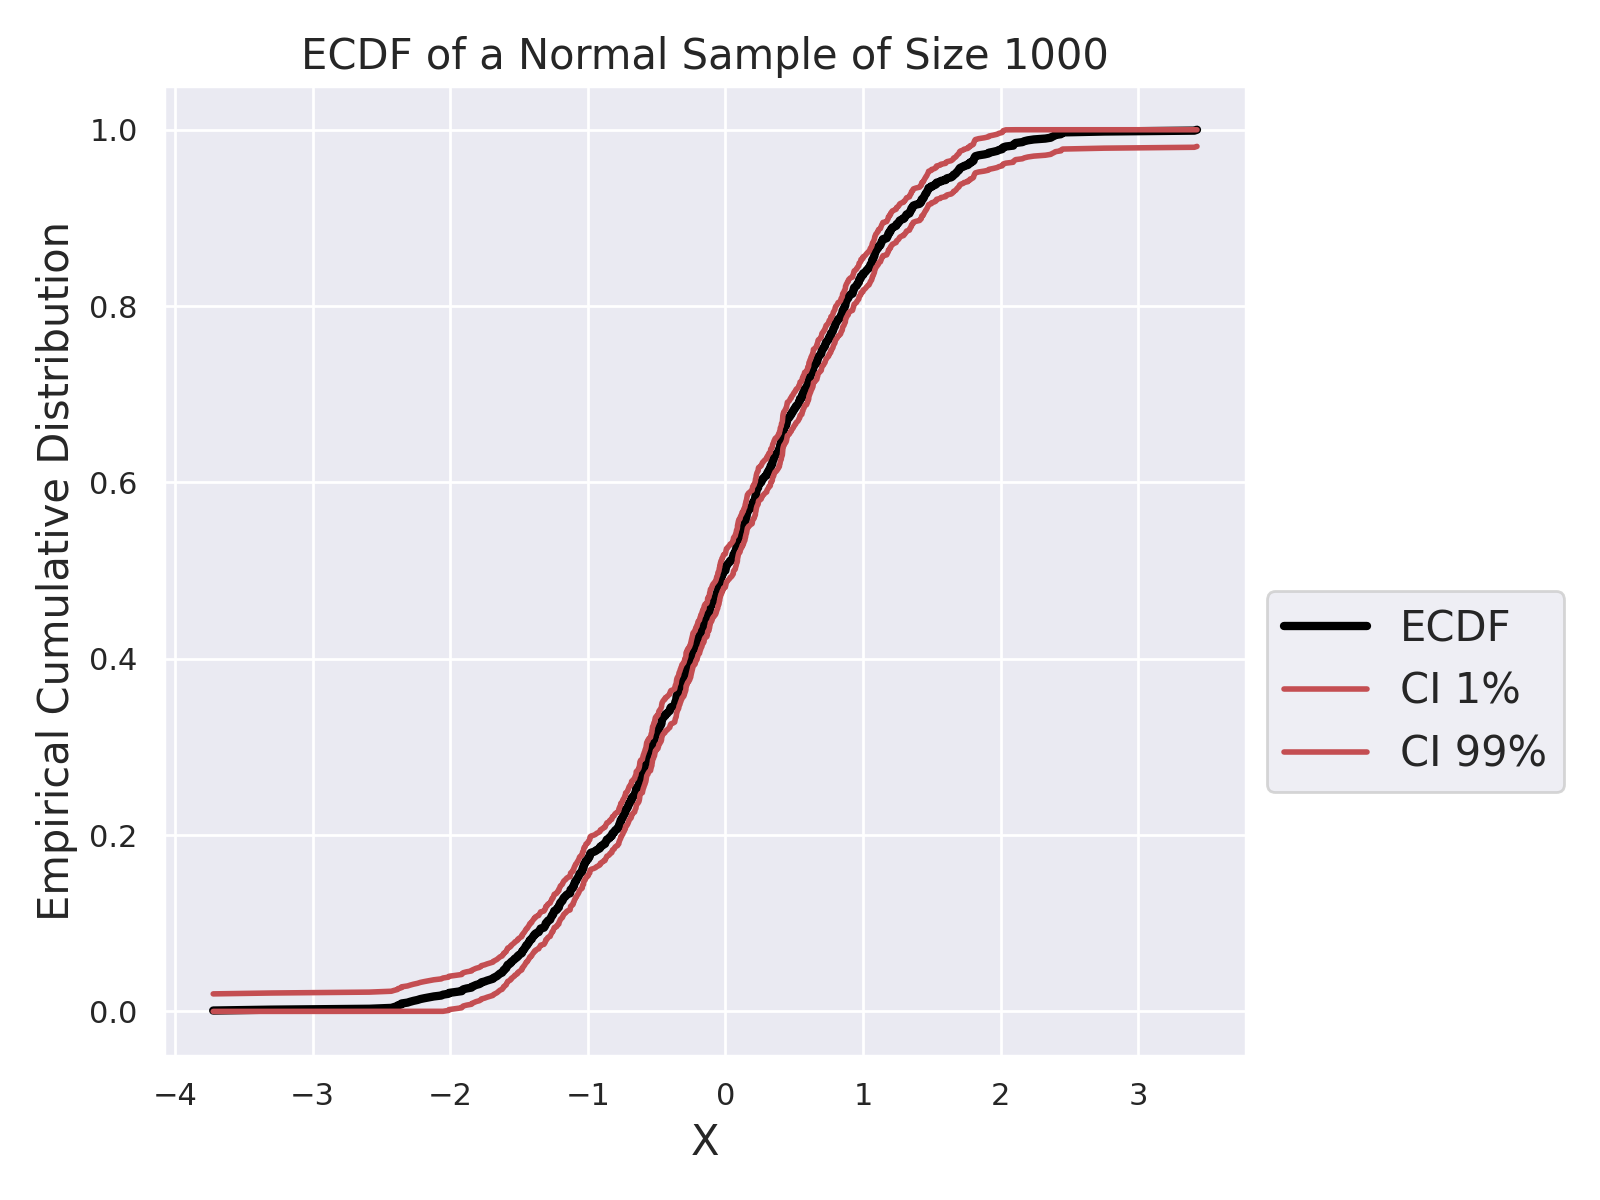 ECDF of a Normal Sample of Size 1000
Empirical Cumulative Distribution
1.0
0.8
0.6
0.4
0.2
0.0
−4 −3 −2 −1 0 1 2 3
X
ECDF
CI 1%
CI 99%